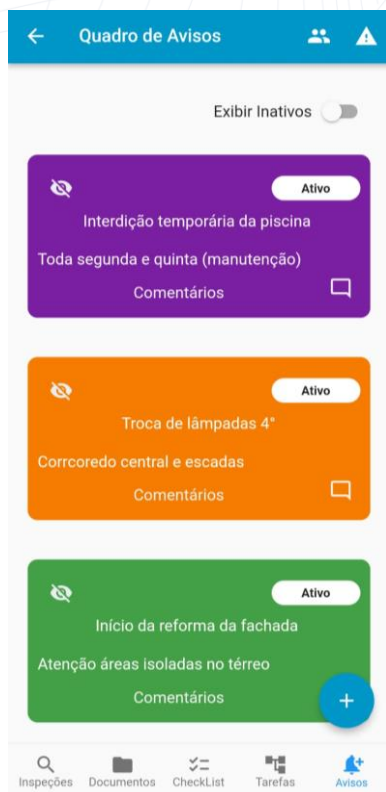 Quadro de Avisos
Exibir Inativos
Ativo
Interdição temporária da piscina
Toda segunda e quinta (manutenção)
Comentários
Ativo
Troca de lâmpadas 4°
Corrcoredo central e escadas
Comentários
Ativo
Início da reforma da fachada
Atenção áreas isoladas no térreo
Comentários
Inspeções Documentos CheckList Tarefas Avisos